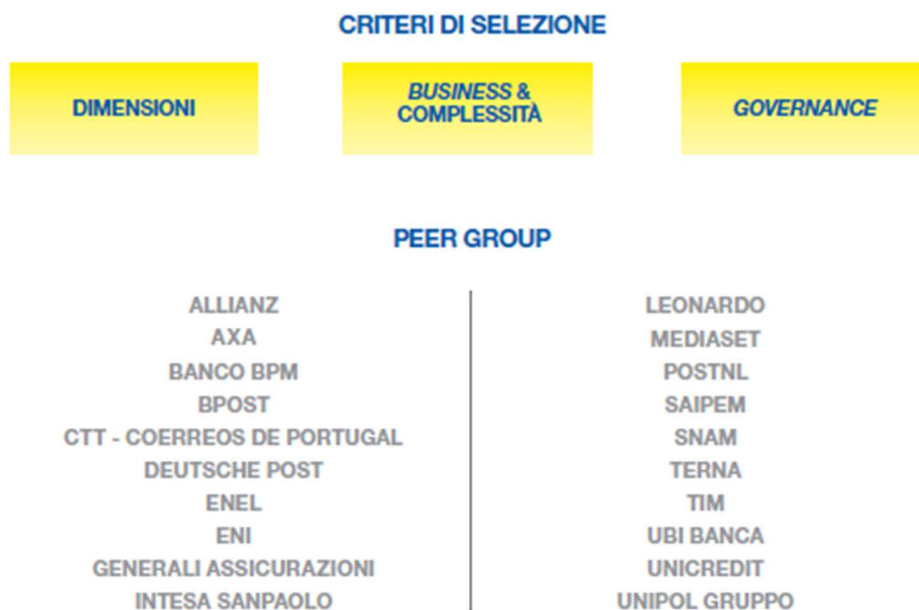 CRITERI DI SELEZIONE
DIMENSIONI
BUSINESS &
COMPLESSITÀ
GOVERNANCE
PEER GROUP
ALLIANZ
AXA
BANCO BPM
BPOST
CTT - COERREOS DE PORTUGAL
DEUTSCHE POST
ENEL
ENI
GENERALI ASSICURAZIONI
INTESA SANPAOLO
LEONARDO
MEDIASET
POSTNL
SAIPEM
SNAM
TERNA
TIM
UBI BANCA
UNICREDIT
UNIPOL GRUPPO